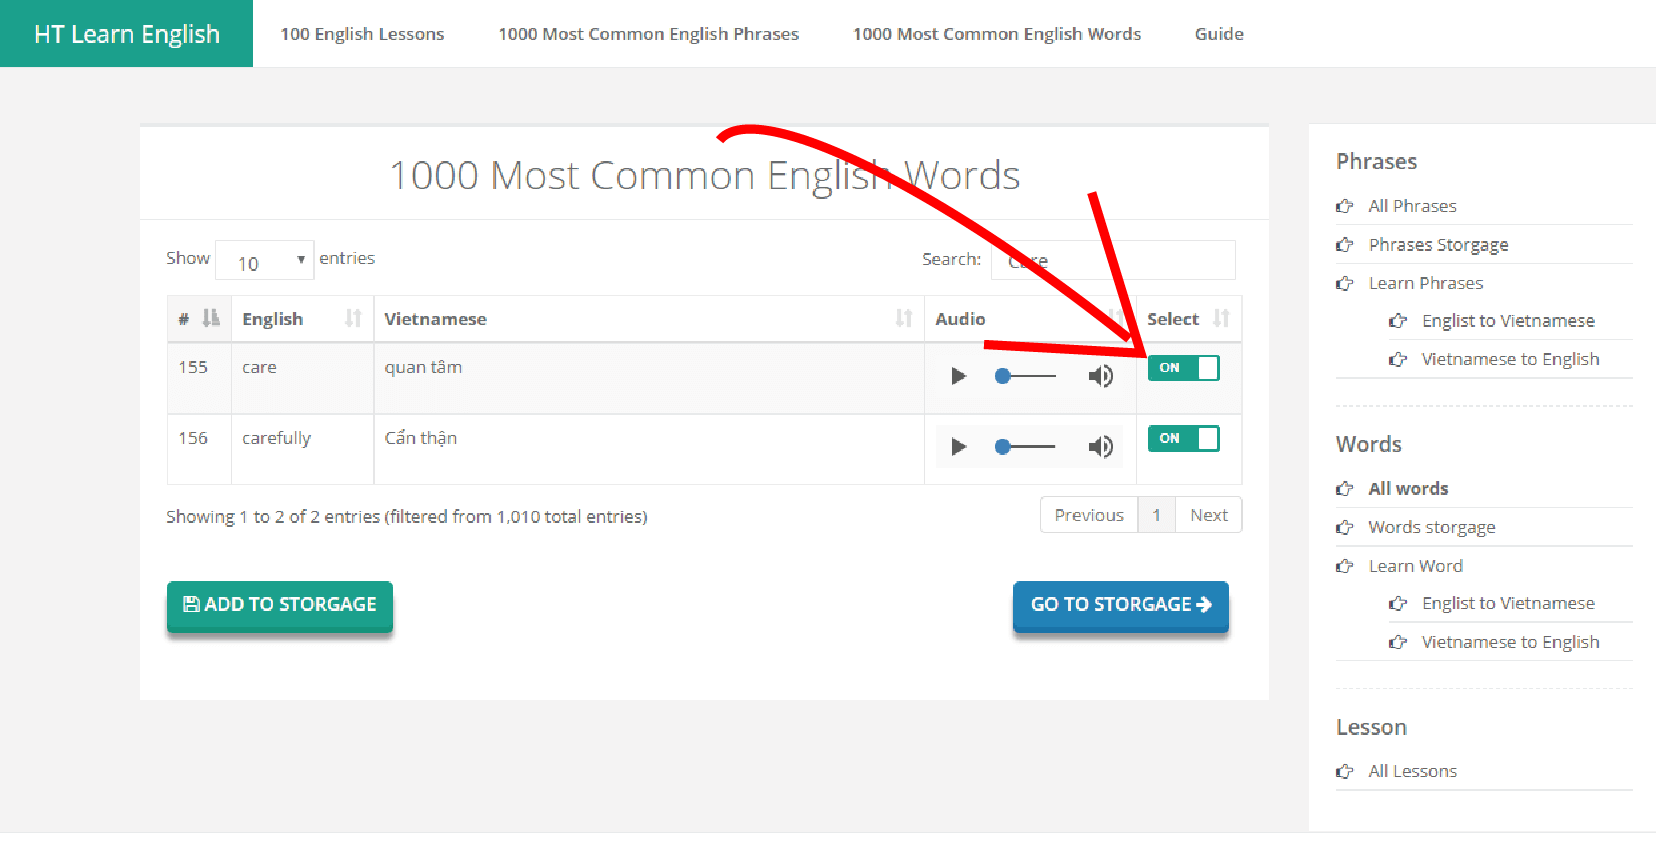 HT Learn English
100 English Lessons
1000 Most Common English Phrases
1000 Most Common English Words
Guide
1000 Most Common English Words
Show 10 entries
Search: Care
# English Vietnamese Audio Select
155 care quan tâm ON
156 carefully Cẩn thận ON
Showing 1 to 2 of 2 entries (filtered from 1,010 total entries)
Previous 1 Next
ADD TO STORGAGE
GO TO STORGAGE
Phrases
All Phrases
Phrases Storgage
Learn Phrases
Englist to Vietnamese
Vietnamese to English
Words
All words
Words storgage
Learn Word
Englist to Vietnamese
Vietnamese to English
Lesson
All Lessons